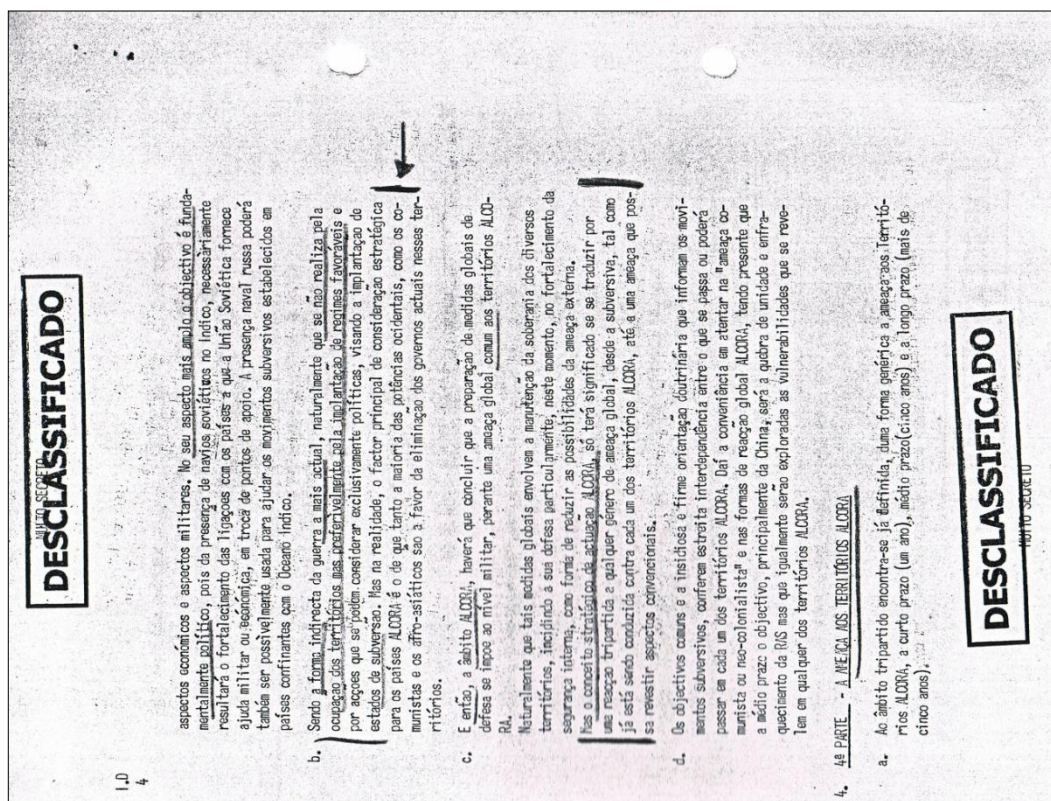 MUITO SECRETO
DESCLASSIFICADO
I.D
4
aspectos económicos e aspectos militares. No seu aspecto mais amplo o objectivo é funda-
mentalmente político, pois da presença de navios soviéticos no Indico, necessáriamente
resultará o fortalecimento das ligações com os países a que a União Soviética fornece
ajuda militar ou económica, em troca de pontos de apoio. A presença naval russa poderá
também ser possivelmente usada para ajudar os movimentos subversivos estabelecidos em
países confinantes com o Oceano Indico.
b. Sendo a forma indirecta da guerra a mais actual, naturalmente que se não realiza pela
ocupação dos territórios mas preferivelmente pela implantação de regimes favoráveis e
por acções que se podem considerar exclusivamente políticas, visando a implantação de
estados de subversão. Mas na realidade, o factor principal de consideração estratégica
para os países ALCORA é o de que tanto a maioria das potências ocidentais, como os co-
munistas e os afro-asiáticos sao a favor da eliminação dos governos actuais nesses ter-
ritórios.
c. E então, a âmbito ALCORA, haverá que concluir que a preparação de medidas globais de
defesa se impoe ao nível militar, perante uma ameaça global comum aos territórios ALCO-
RA.
Naturalmente que tais medidas globais envolvem a manutenção da soberania dos diversos
territórios, incidindo a sua defesa particularmente, neste momento, no fortalecimento da
segurança interna, como forma de reduzir as possibilidades da ameaça externa.
Mas o conceito stratégico de actuação ALCORA, só terá significado se se traduzir por
uma reacção tripartida a qualquer género de ameaça global, desde a subversive, tal como
já está sendo conduzida contra cada um dos territórios ALCORA, até a uma ameaça que pos-
sa revestir aspectos convencionais.
d. Os objectivos comuns e a insidiosa e firme orientação doutrinária que informam os movi-
mentos subversivos, conferem estreita interdependência entre o que se passa ou poderá
passar em cada um dos territórios ALCORA. Daí a conveniência em atentar na "ameaça co-
munista ou neo-colonialista" e nas formas de reacção global ALCORA, tendo presente que
a médio prazo o objectivo, principalmente da China, será a quebra de unidade e enfra-
quecimento da RAS mas que igualmente serão exploradas as vulnerabilidades que se reve-
lem em qualquer dos territórios ALCORA.
4. 4ª PARTE - A AMEAÇA AOS TERRITÓRIOS ALCORA
a. Ao âmbito tripartido encontra-se já definida, duma forma genérica a ameaça aos Territó-
rios ALCORA, a curto prazo (um ano), médio prazo(cinco anos) e a longo prazo (mais de
cinco anos).
DESCLASSIFICADO
MUITO SECRETO